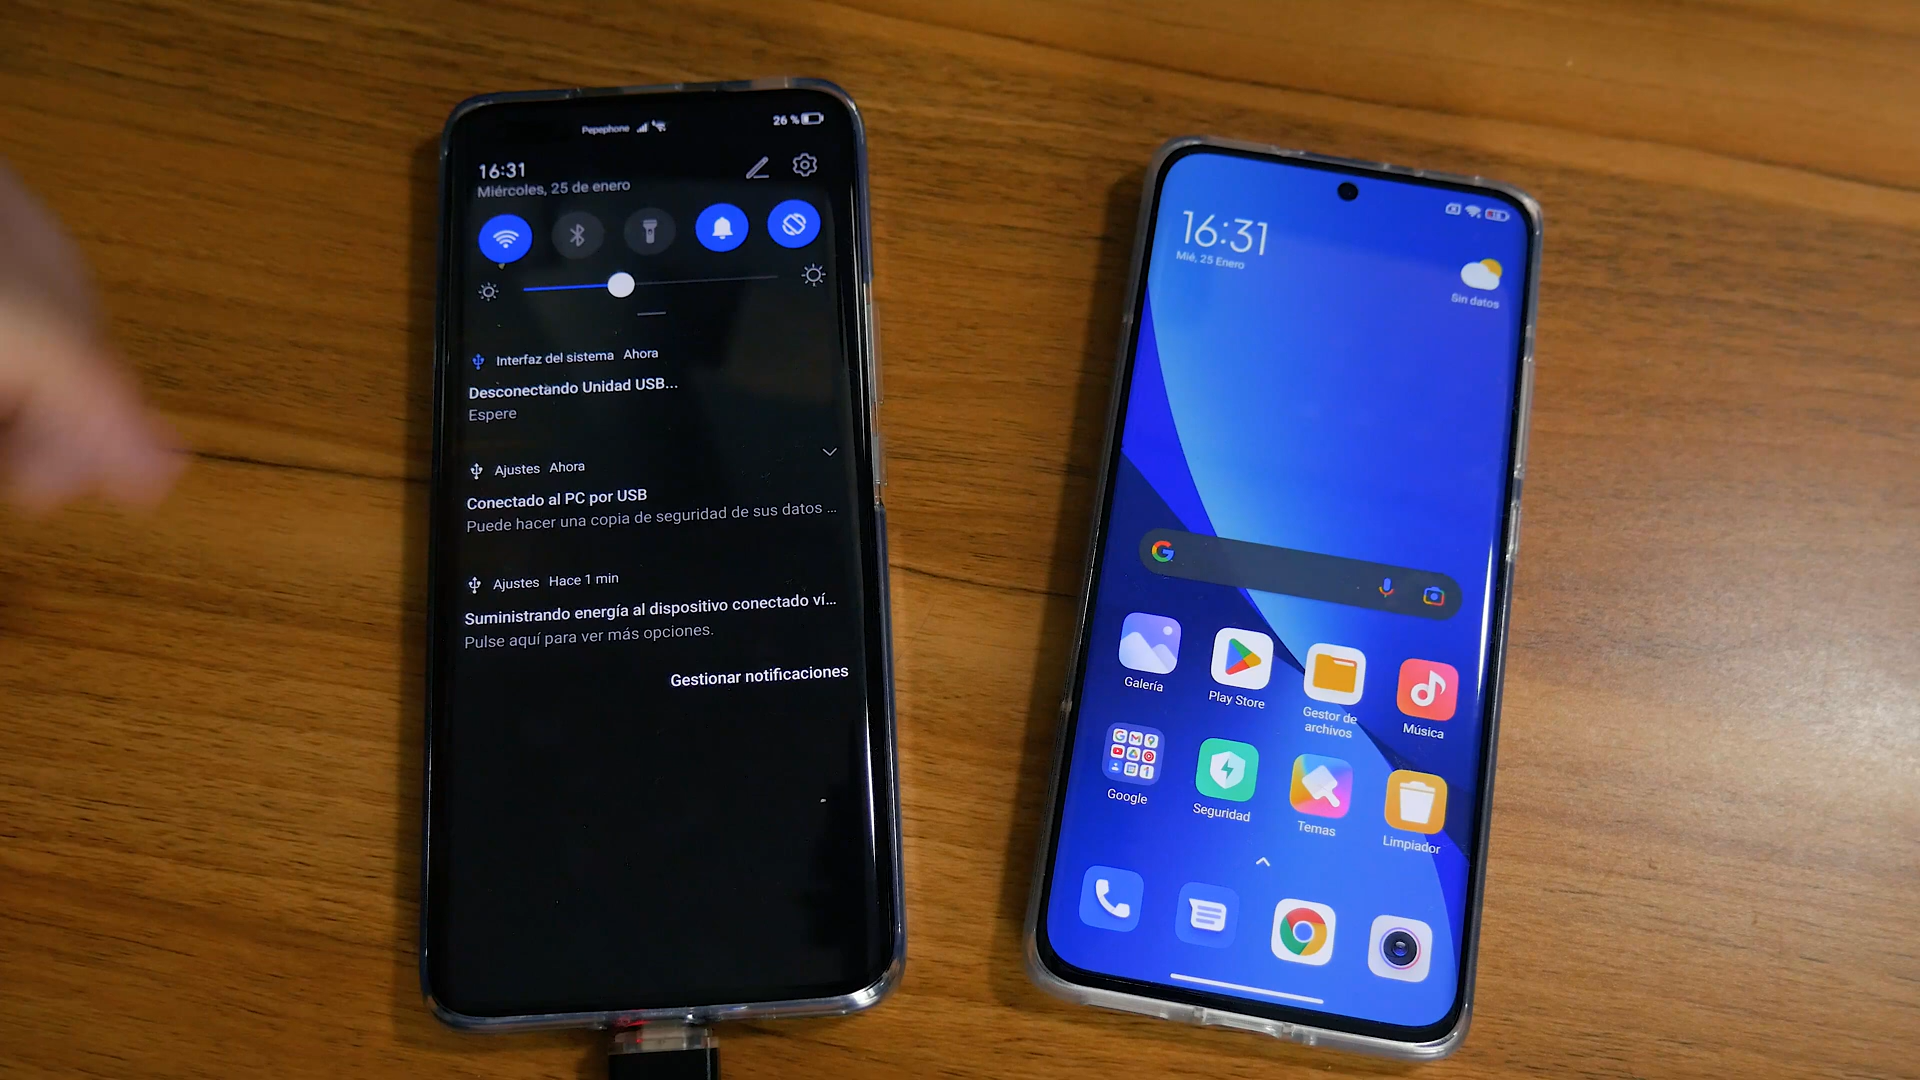 Pepephone
26 %
16:31
Miércoles, 25 de enero
Interfaz del sistema Ahora
Desconectando Unidad USB...
Espere
Ajustes Ahora
Conectado al PC por USB
Puede hacer una copia de seguridad de sus datos ...
Ajustes Hace 1 min
Suministrando energía al dispositivo conectado ví...
Pulse aquí para ver más opciones.
Gestionar notificaciones
16:31
Mié, 25 Enero
Sin datos
Galería
Play Store
Gestor de
archivos
Música
Google
Seguridad
Temas
Limpiador